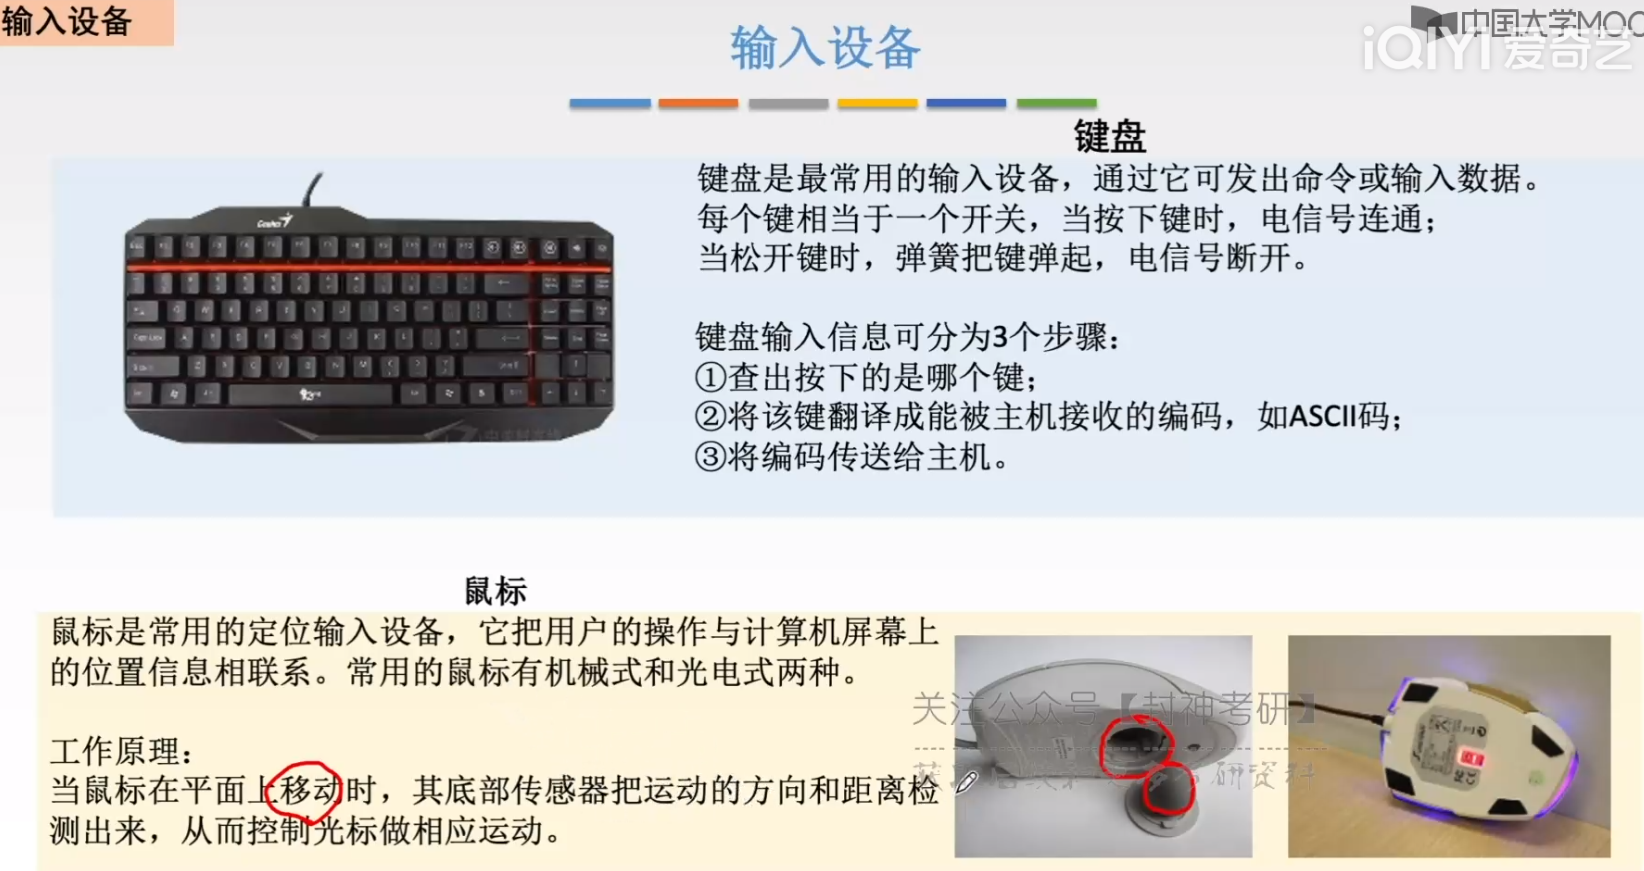 输入设备
中国大学MOOC
iQIYI 爱奇艺
输入设备
键盘
键盘是最常用的输入设备，通过它可发出命令或输入数据。
每个键相当于一个开关，当按下键时，电信号连通；
当松开键时，弹簧把键弹起，电信号断开。
键盘输入信息可分为3个步骤：
①查出按下的是哪个键；
②将该键翻译成能被主机接收的编码，如ASCII码；
③将编码传送给主机。
鼠标
鼠标是常用的定位输入设备，它把用户的操作与计算机屏幕上
的位置信息相联系。常用的鼠标有机械式和光电式两种。
工作原理：
当鼠标在平面上移动时，其底部传感器把运动的方向和距离检
测出来，从而控制光标做相应运动。
关注公众号【封神考研】
研资料